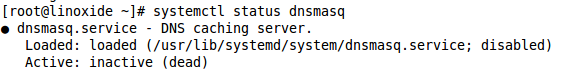 [root@linoxide ~]# systemctl status dnsmasq
● dnsmasq.service - DNS caching server.
   Loaded: loaded (/usr/lib/systemd/system/dnsmasq.service; disabled)
   Active: inactive (dead)